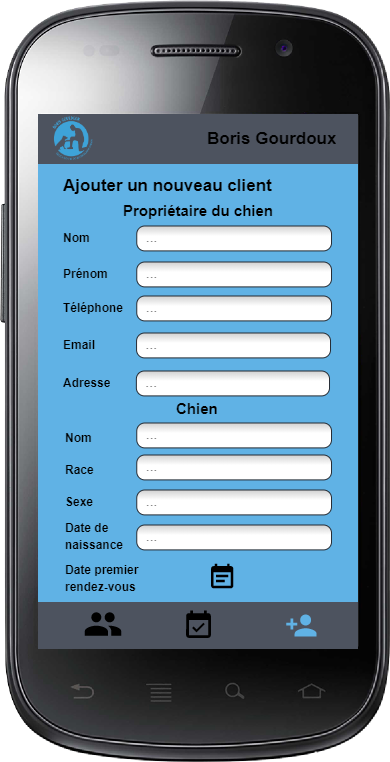 Boris Gourdoux
Ajouter un nouveau client
Propriétaire du chien
Nom ...
Prénom ...
Téléphone ...
Email ...
Adresse ...
Chien
Nom ...
Race ...
Sexe ...
Date de
naissance ...
Date premier
rendez-vous